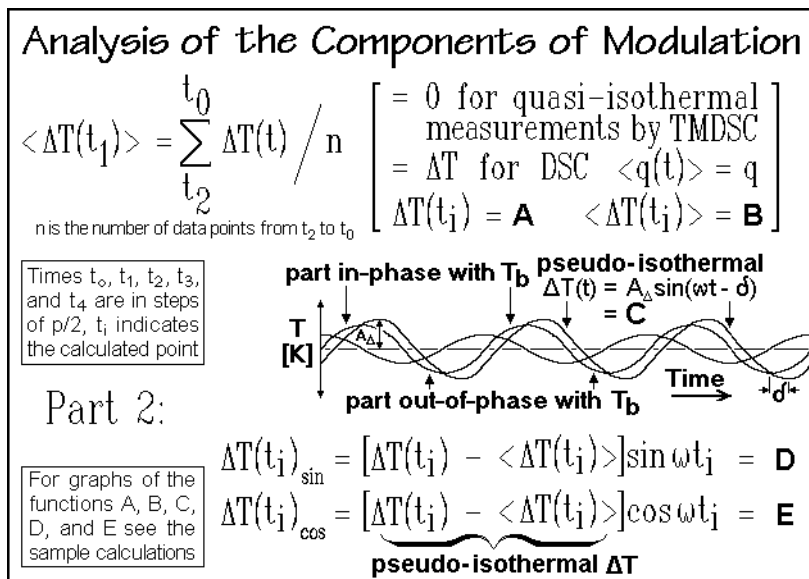 Analysis of the Components of Modulation
<ΔT(t₁)> = ∑ ΔT(t) / n
t₀
t₂
n is the number of data points from t₂ to t₀
= 0 for quasi-isothermal
measurements by TMDSC
= ΔT for DSC <q(t)> = q
ΔT(tᵢ) = A <ΔT(tᵢ)> = B
Times tₒ, t₁, t₂, t₃,
and t₄ are in steps
of p/2, tᵢ indicates
the calculated point
part in-phase with T_b
pseudo-isothermal
ΔT(t) = A_Δ sin(ωt - δ)
= C
T
[K]
A_Δ
Time
δ
part out-of-phase with T_b
Part 2:
For graphs of the
functions A, B, C,
D, and E see the
sample calculations
ΔT(tᵢ)sin = [ΔT(tᵢ) - <ΔT(tᵢ)>]sin ωtᵢ = D
ΔT(tᵢ)cos = [ΔT(tᵢ) - <ΔT(tᵢ)>]cos ωtᵢ = E
pseudo-isothermal ΔT